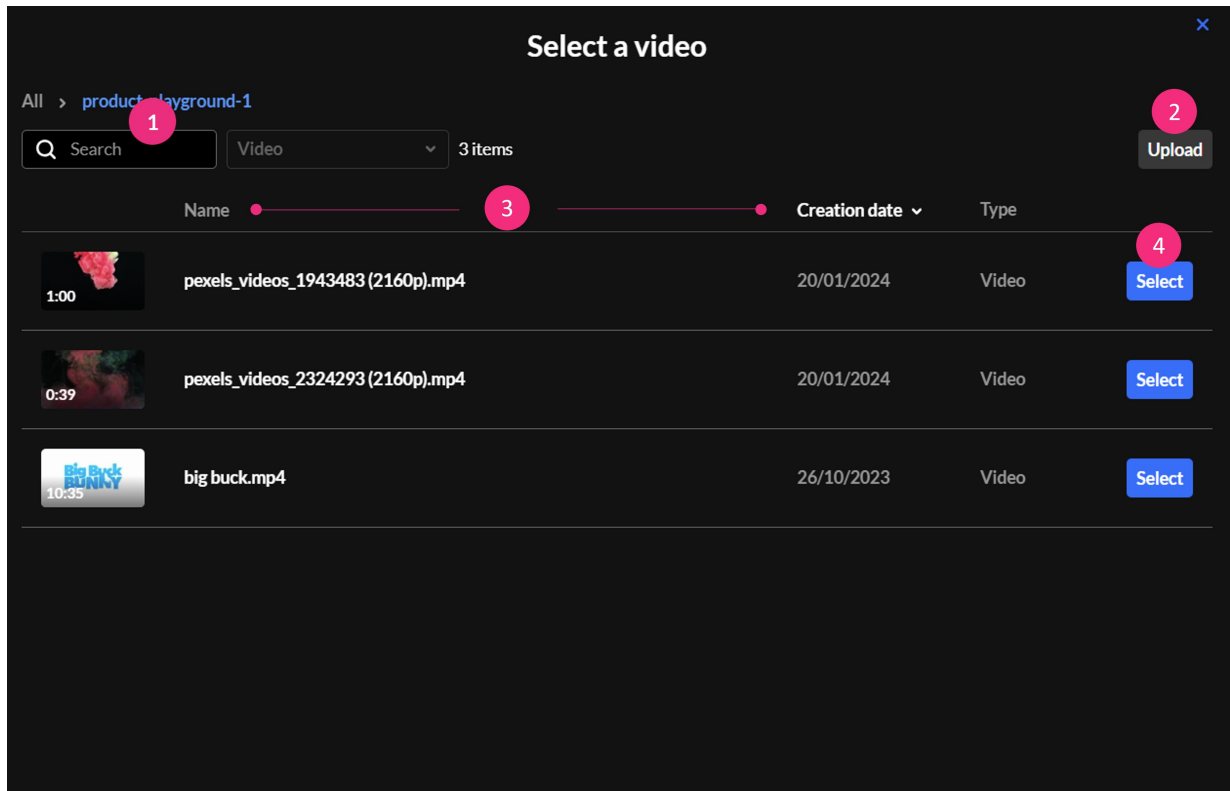 Select a video
All > product-playground-1
1
2
Search
Video
3 items
Upload
Name
3
Creation date
Type
4
1:00
pexels_videos_1943483 (2160p).mp4
20/01/2024
Video
Select
0:39
pexels_videos_2324293 (2160p).mp4
20/01/2024
Video
Select
Big Buck
BUNNY
10:35
big buck.mp4
26/10/2023
Video
Select